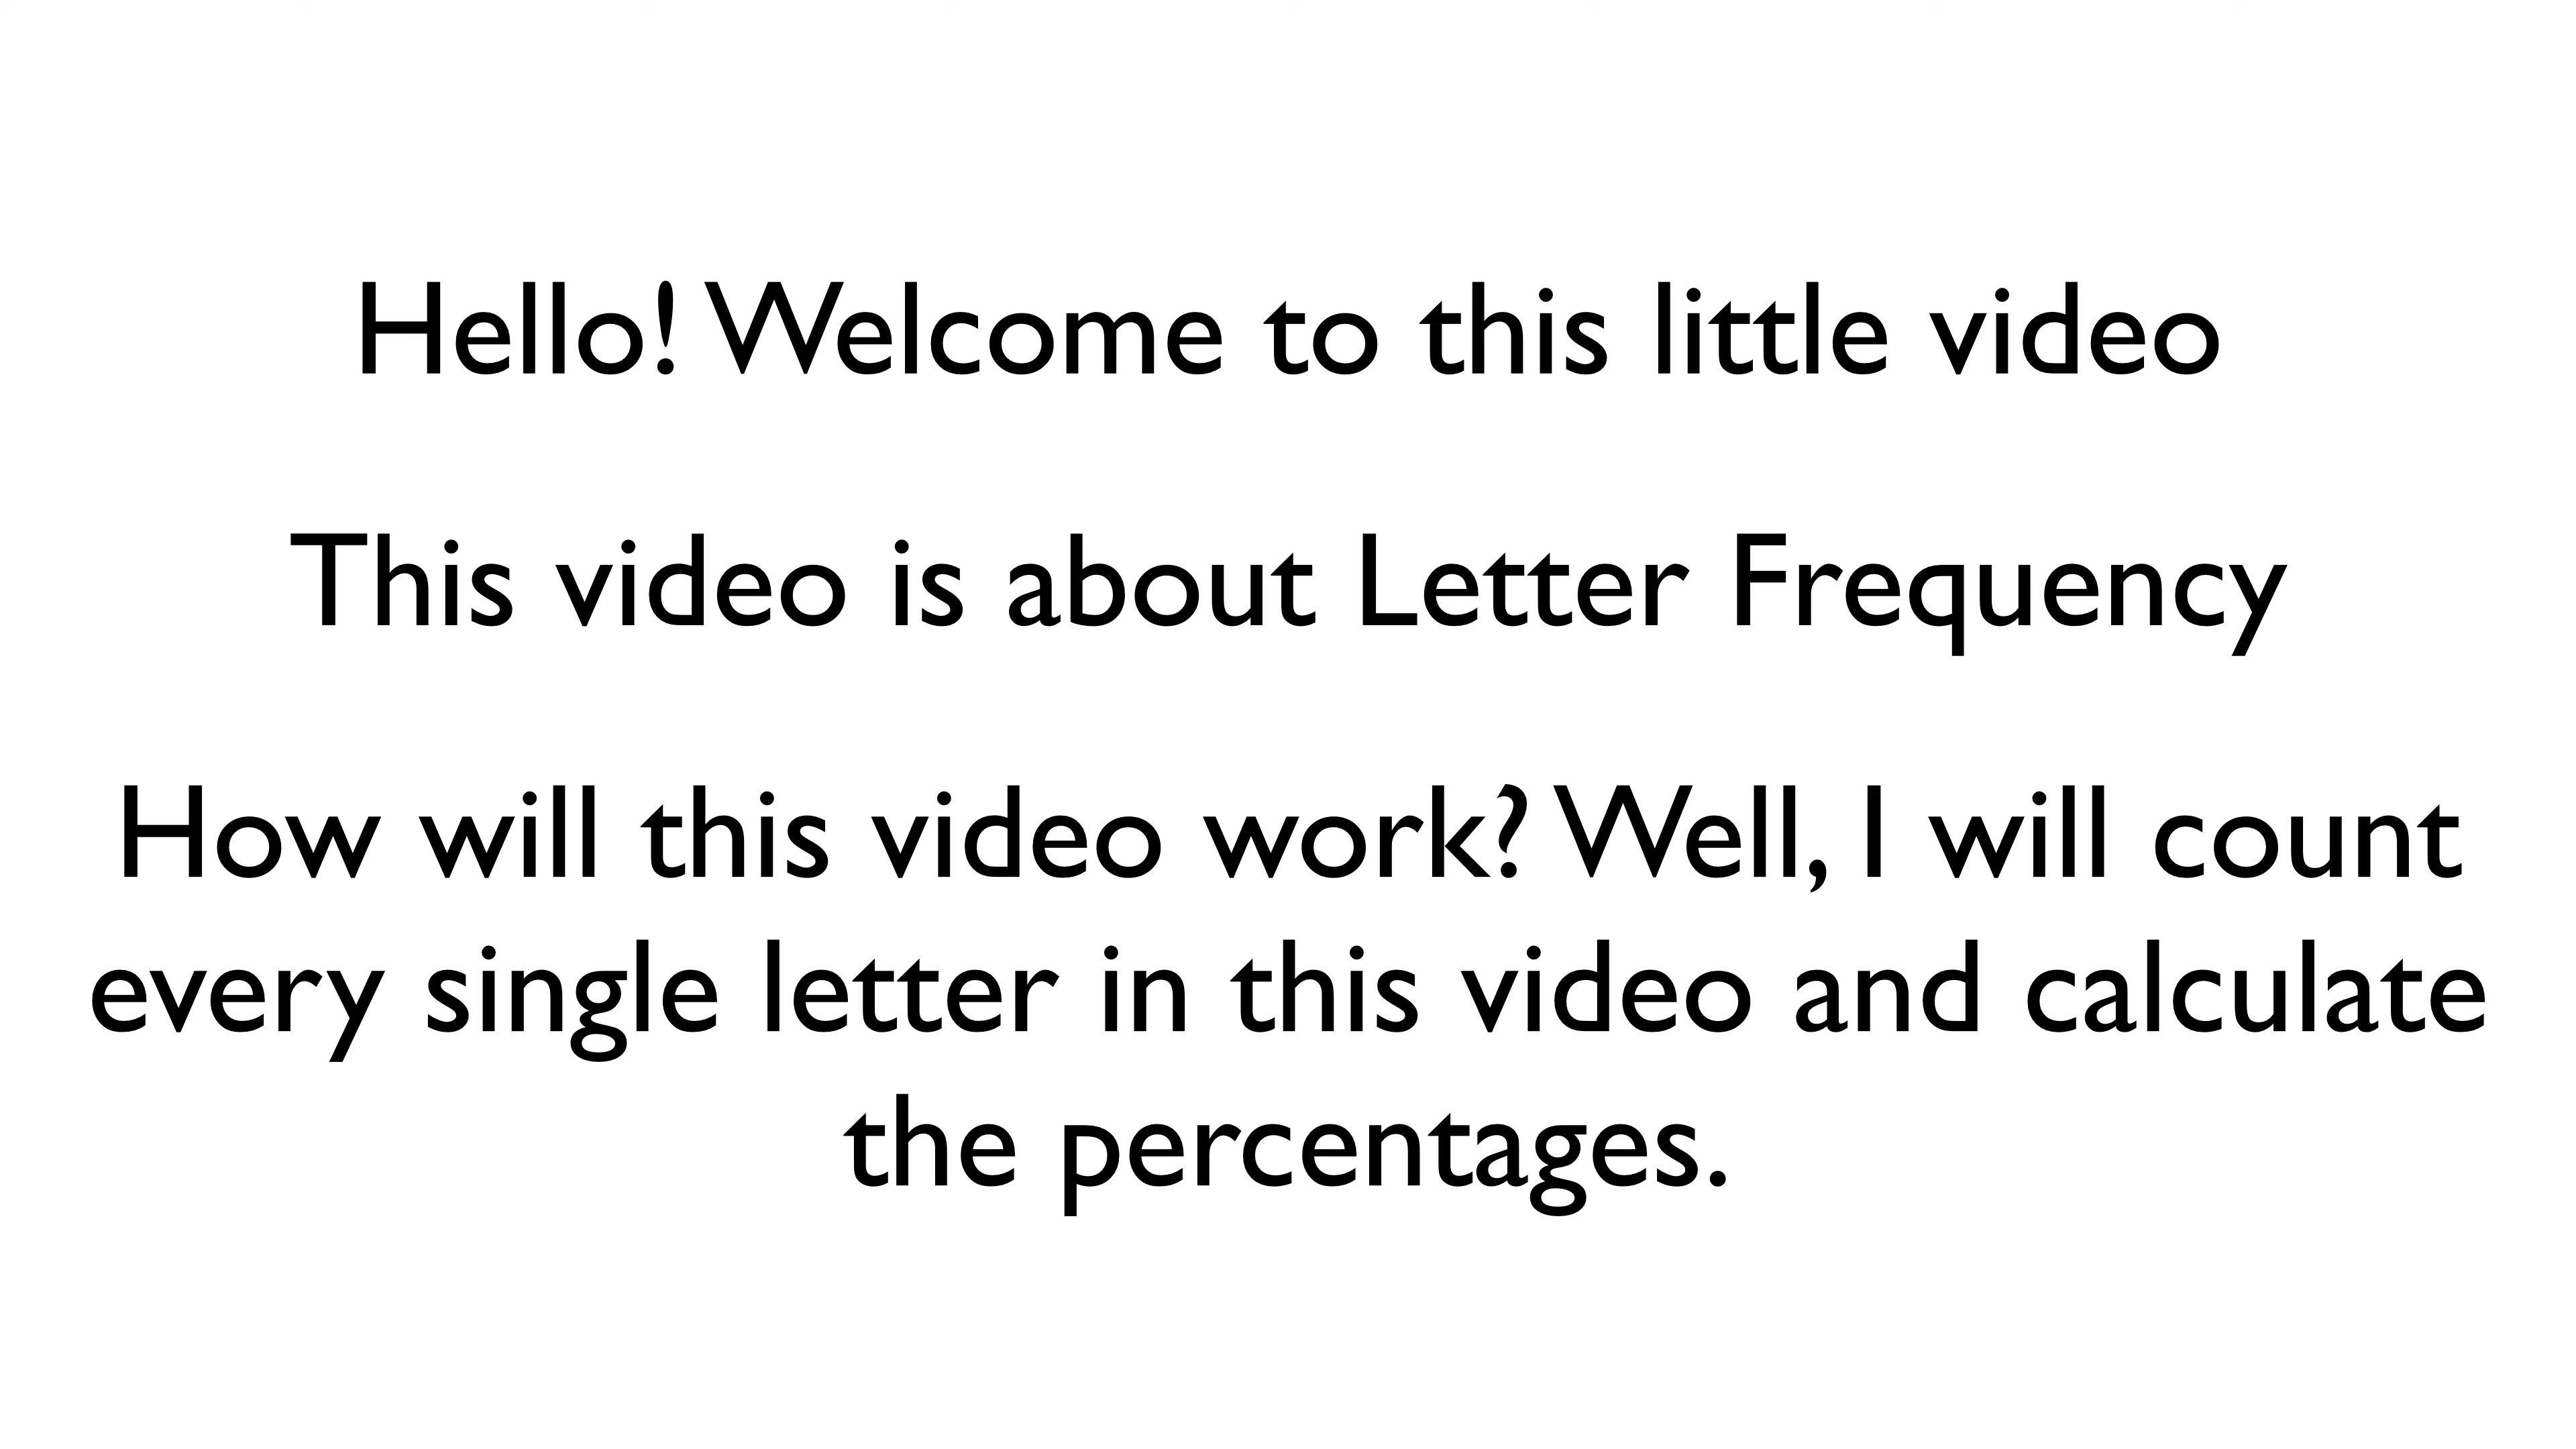 Hello! Welcome to this little video
This video is about Letter Frequency
How will this video work? Well, I will count
every single letter in this video and calculate
the percentages.